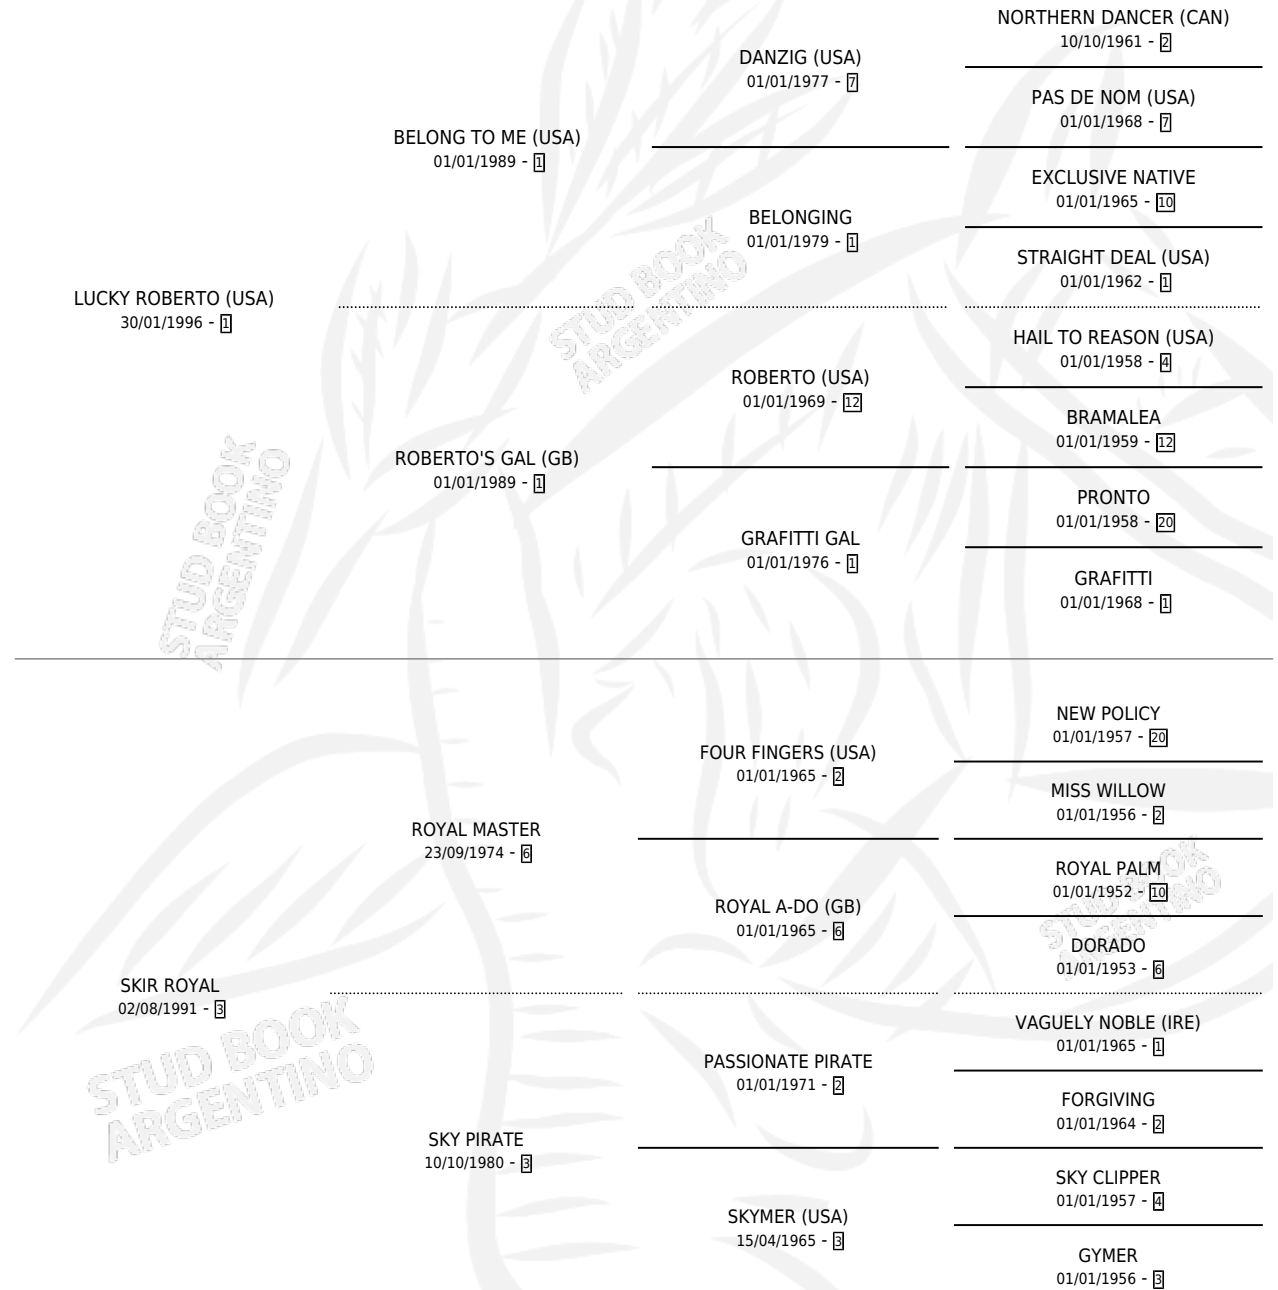 NORTHERN DANCER (CAN)
10/10/1961 - 2
DANZIG (USA)
01/01/1977 - 7
PAS DE NOM (USA)
01/01/1968 - 7
BELONG TO ME (USA)
01/01/1989 - 1
EXCLUSIVE NATIVE
01/01/1965 - 10
BELONGING
01/01/1979 - 1
STRAIGHT DEAL (USA)
01/01/1962 - 1
LUCKY ROBERTO (USA)
30/01/1996 - 1
HAIL TO REASON (USA)
01/01/1958 - 4
ROBERTO (USA)
01/01/1969 - 12
BRAMALEA
01/01/1959 - 12
ROBERTO'S GAL (GB)
01/01/1989 - 1
PRONTO
01/01/1958 - 20
GRAFITTI GAL
01/01/1976 - 1
GRAFITTI
01/01/1968 - 1
NEW POLICY
01/01/1957 - 20
FOUR FINGERS (USA)
01/01/1965 - 2
MISS WILLOW
01/01/1956 - 2
ROYAL MASTER
23/09/1974 - 6
ROYAL PALM
01/01/1952 - 10
ROYAL A-DO (GB)
01/01/1965 - 6
DORADO
01/01/1953 - 6
SKIR ROYAL
02/08/1991 - 3
VAGUELY NOBLE (IRE)
01/01/1965 - 1
PASSIONATE PIRATE
01/01/1971 - 2
FORGIVING
01/01/1964 - 2
SKY PIRATE
10/10/1980 - 3
SKY CLIPPER
01/01/1957 - 4
SKYMER (USA)
15/04/1965 - 3
GYMER
01/01/1956 - 3
STUD BOOK
ARGENTINO
STUD BOOK
ARGENTINO
STUD BOOK
ARGENTINO
STUD BOOK
ARGENTINO